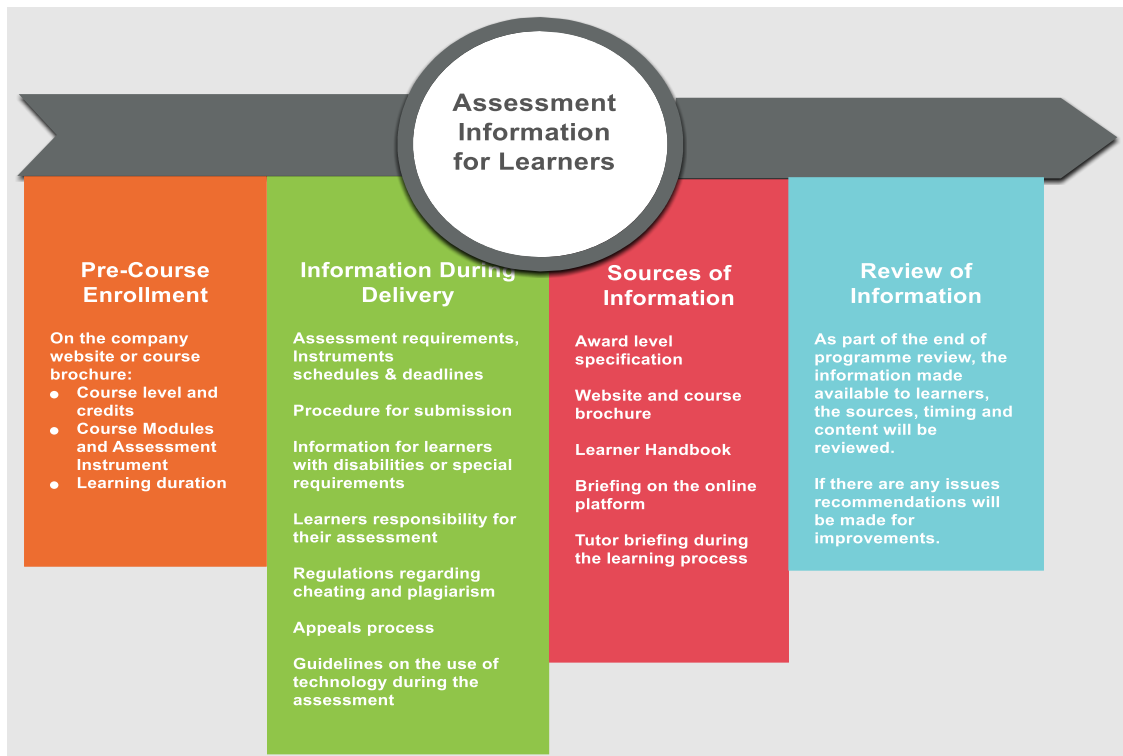 Assessment
Information
for Learners
Pre-Course
Enrollment
On the company
website or course
brochure:
● Course level and
credits
● Course Modules
and Assessment
Instrument
● Learning duration
Information During
Delivery
Assessment requirements,
Instruments
schedules & deadlines
Procedure for submission
Information for learners
with disabilities or special
requirements
Learners responsibility for
their assessment
Regulations regarding
cheating and plagiarism
Appeals process
Guidelines on the use of
technology during the
assessment
Sources of
Information
Award level
specification
Website and course
brochure
Learner Handbook
Briefing on the online
platform
Tutor briefing during
the learning process
Review of
Information
As part of the end of
programme review, the
information made
available to learners,
the sources, timing and
content will be
reviewed.
If there are any issues
recommendations will
be made for
improvements.